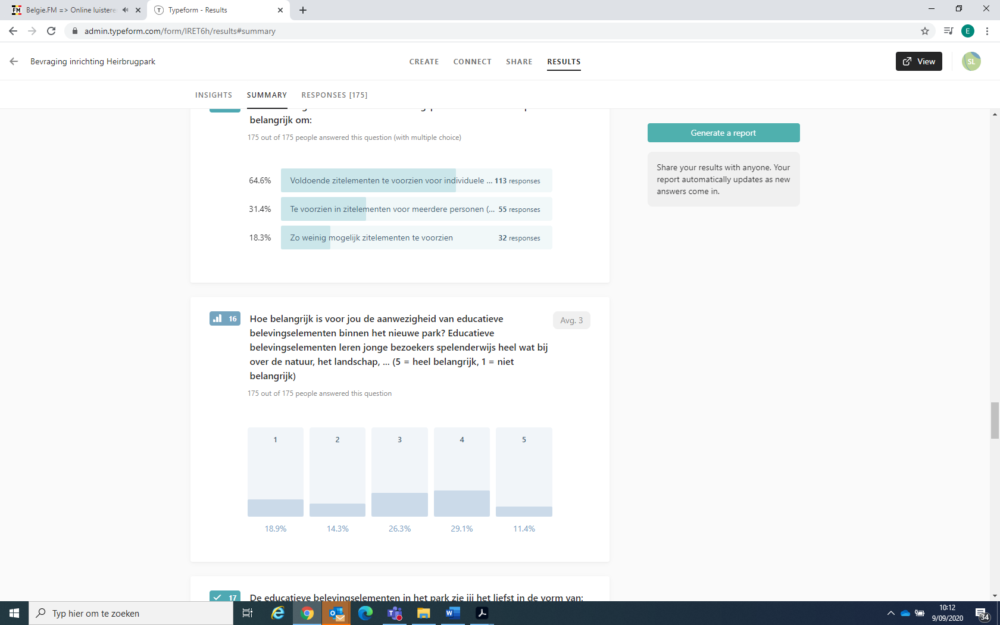 Belgie.FM => Online luistere
Typeform - Results
admin.typeform.com/form/IRET6h/results#summary
E
Bevraging inrichting Heirbrugpark
CREATE
CONNECT
SHARE
RESULTS
View
SL
INSIGHTS
SUMMARY
RESPONSES [175]
belangrijk om:
175 out of 175 people answered this question (with multiple choice)
64.6% Voldoende zitelementen te voorzien voor individuele ... 113 responses
31.4% Te voorzien in zitelementen voor meerdere personen (... 55 responses
18.3% Zo weinig mogelijk zitelementen te voorzien 32 responses
Generate a report
Share your results with anyone. Your
report automatically updates as new
answers come in.
16 Hoe belangrijk is voor jou de aanwezigheid van educatieve
belevingselementen binnen het nieuwe park? Educatieve
belevingselementen leren jonge bezoekers spelenderwijs heel wat bij
over de natuur, het landschap, ... (5 = heel belangrijk, 1 = niet
belangrijk)
Avg. 3
175 out of 175 people answered this question
1 2 3 4 5
18.9% 14.3% 26.3% 29.1% 11.4%
17 De educatieve belevingselementen in het park zie jij het liefst in de vorm van:
Typ hier om te zoeken
10:12
9/09/2020
34